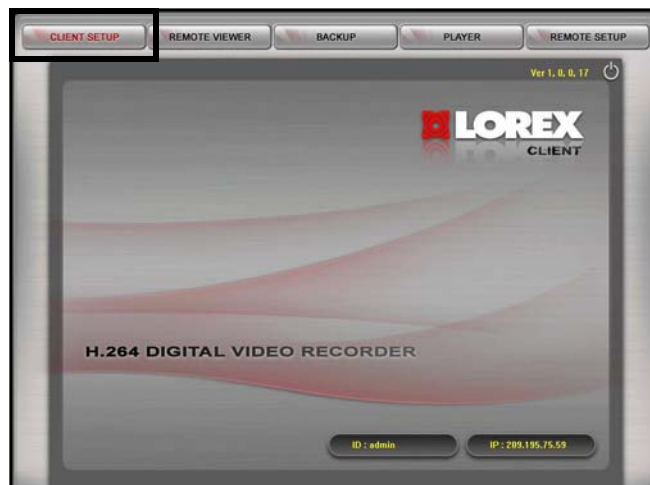 CLIENT SETUP REMOTE VIEWER BACKUP PLAYER REMOTE SETUP
Ver 1, 0, 0, 17
LOREX
CLIENT
H.264 DIGITAL VIDEO RECORDER
ID : admin IP : 209.195.75.59